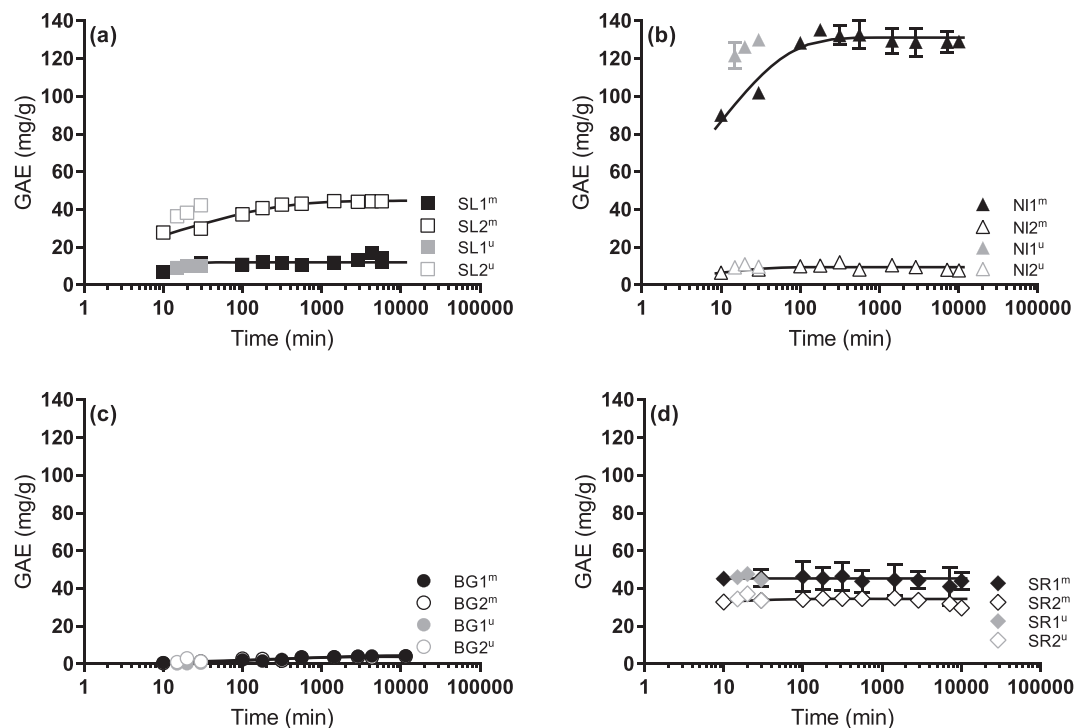 (a)
140
120
100
80
60
40
20
0
GAE (mg/g)
1 10 100 1000 10000 100000
Time (min)
SL1ᵐ
SL2ᵐ
SL1ᵘ
SL2ᵘ
(b)
140
120
100
80
60
40
20
0
GAE (mg/g)
1 10 100 1000 10000 100000
Time (min)
NI1ᵐ
NI2ᵐ
NI1ᵘ
NI2ᵘ
(c)
140
120
100
80
60
40
20
0
GAE (mg/g)
1 10 100 1000 10000 100000
Time (min)
BG1ᵐ
BG2ᵐ
BG1ᵘ
BG2ᵘ
(d)
140
120
100
80
60
40
20
0
GAE (mg/g)
1 10 100 1000 10000 100000
Time (min)
SR1ᵐ
SR2ᵐ
SR1ᵘ
SR2ᵘ